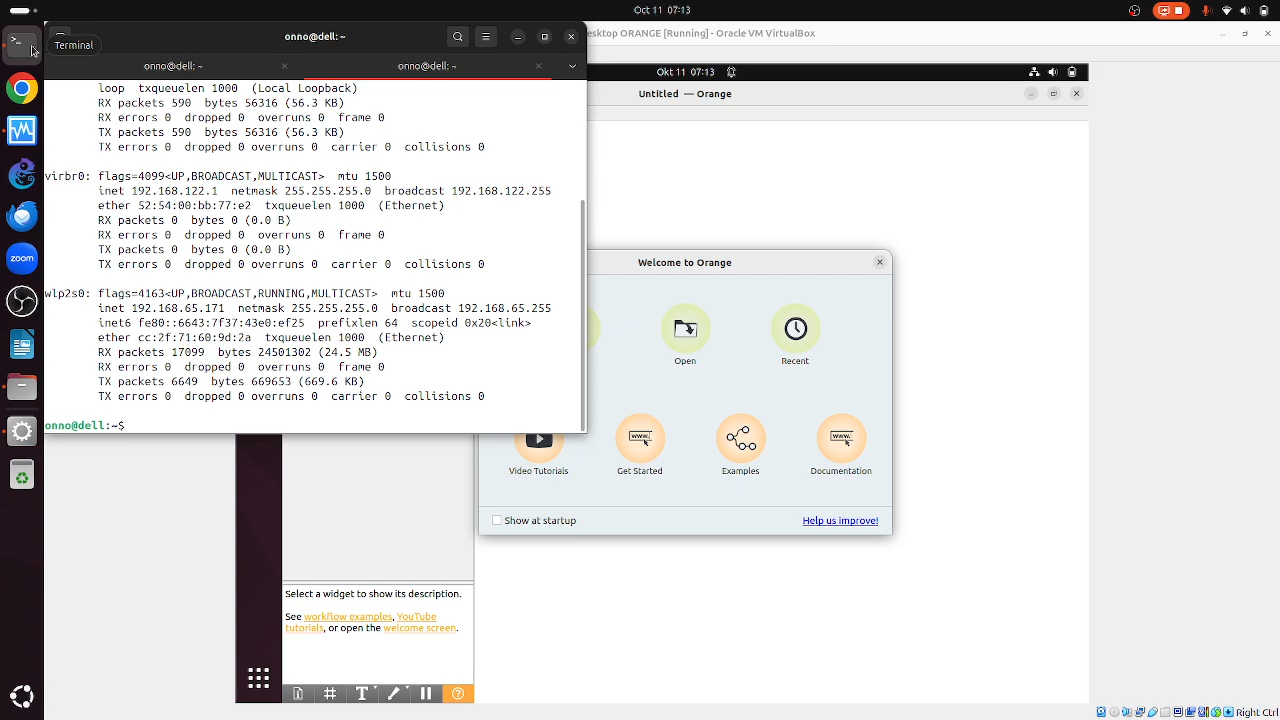 Oct 11 07:13
Terminal
onno@dell: ~
onno@dell: ~
onno@dell: ~
loop txqueuelen 1000 (Local Loopback)
RX packets 590 bytes 56316 (56.3 KB)
RX errors 0 dropped 0 overruns 0 frame 0
TX packets 590 bytes 56316 (56.3 KB)
TX errors 0 dropped 0 overruns 0 carrier 0 collisions 0
virbr0: flags=4099<UP,BROADCAST,MULTICAST> mtu 1500
inet 192.168.122.1 netmask 255.255.255.0 broadcast 192.168.122.255
ether 52:54:00:bb:77:e2 txqueuelen 1000 (Ethernet)
RX packets 0 bytes 0 (0.0 B)
RX errors 0 dropped 0 overruns 0 frame 0
TX packets 0 bytes 0 (0.0 B)
TX errors 0 dropped 0 overruns 0 carrier 0 collisions 0
wlp2s0: flags=4163<UP,BROADCAST,RUNNING,MULTICAST> mtu 1500
inet 192.168.65.171 netmask 255.255.255.0 broadcast 192.168.65.255
inet6 fe80::6643:7f37:43e0:ef25 prefixlen 64 scopeid 0x20<link>
ether cc:2f:71:60:9d:2a txqueuelen 1000 (Ethernet)
RX packets 17099 bytes 24501302 (24.5 MB)
RX errors 0 dropped 0 overruns 0 frame 0
TX packets 6649 bytes 669653 (669.6 KB)
TX errors 0 dropped 0 overruns 0 carrier 0 collisions 0
onno@dell:~$
esktop ORANGE [Running] - Oracle VM VirtualBox
Okt 11 07:13
Untitled — Orange
Welcome to Orange
Open
Recent
Video Tutorials
www.
Get Started
Examples
www.
Documentation
Show at startup
Help us improve!
Select a widget to show its description.
See workflow examples, YouTube
tutorials, or open the welcome screen.
T
zoom
Right Ctrl